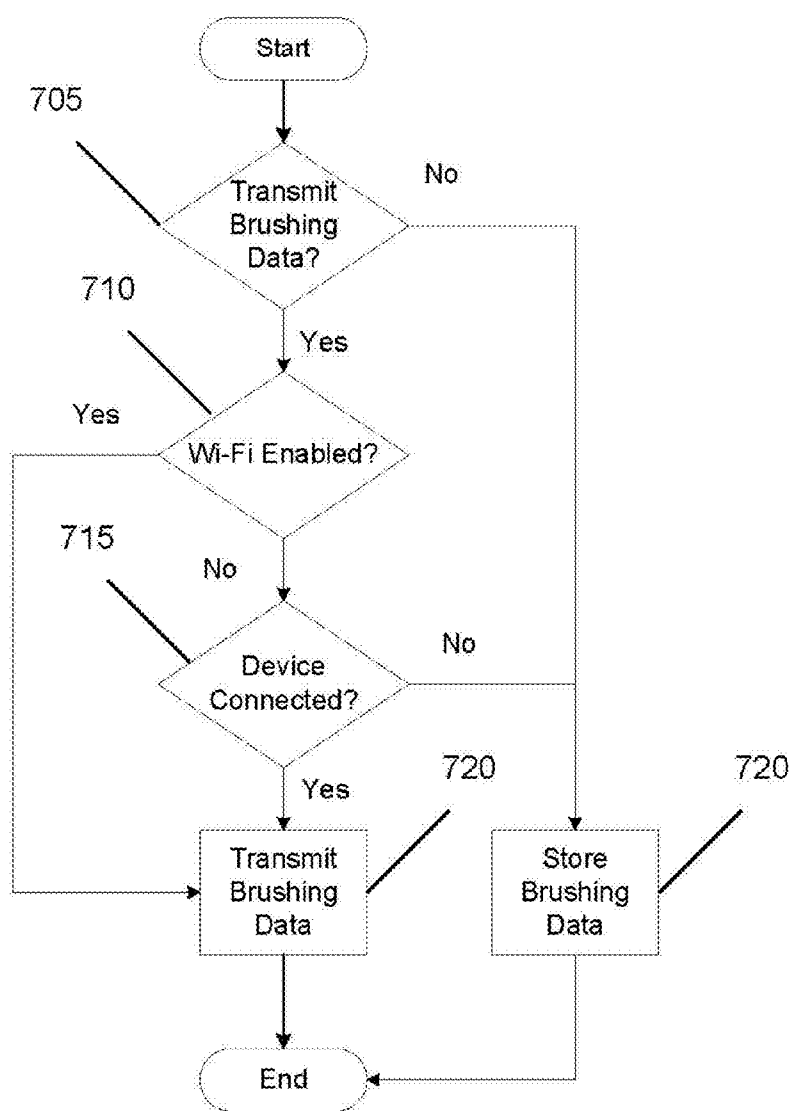 Start
705
Transmit
Brushing
Data?
No
710
Yes
Yes
Wi-Fi Enabled?
715
No
Device
Connected?
No
Yes
720
720
Transmit
Brushing
Data
Store
Brushing
Data
End